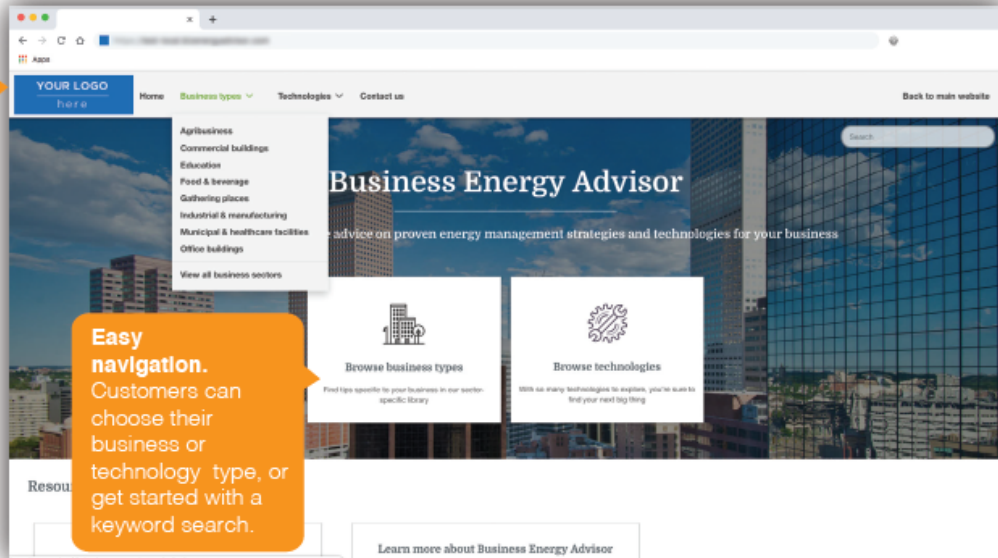 Apps
YOUR LOGO
here
Home
Business types
Technologies
Contact us
Back to main website
Agribusiness
Commercial buildings
Education
Food & beverage
Gathering places
Industrial & manufacturing
Municipal & healthcare facilities
Office buildings
View all business sectors
Search
Business Energy Advisor
advice on proven energy management strategies and technologies for your business
Browse business types
Find tips specific to your business in our sector-
specific library
Browse technologies
With so many technologies to explore, you're sure to
find your next big thing
Easy
navigation.
Customers can
choose their
business or
technology type, or
get started with a
keyword search.
Learn more about Business Energy Advisor